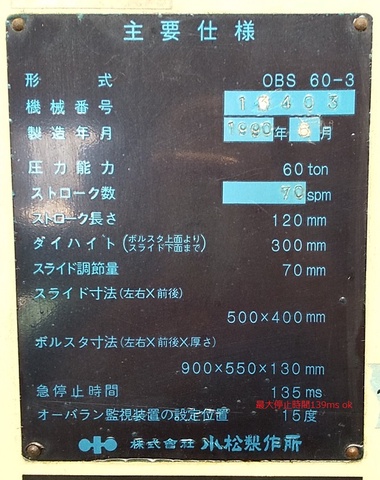 主要仕様
形式 OBS 60-3
機械番号 1 403
製造年月 1990年 月
圧力能力 60 ton
ストローク数 70 spm
ストローク長さ 120 mm
ダイハイト(ボルスタ上面より スライド下面まで) 300 mm
スライド調節量 70 mm
スライド寸法(左右×前後)
500×400 mm
ボルスタ寸法(左右×前後×厚さ)
900×550×130 mm
急停止時間 135 ms
最大停止時間139ms ok
オーバラン監視装置の設定位置 15度
株式会社 小松製作所